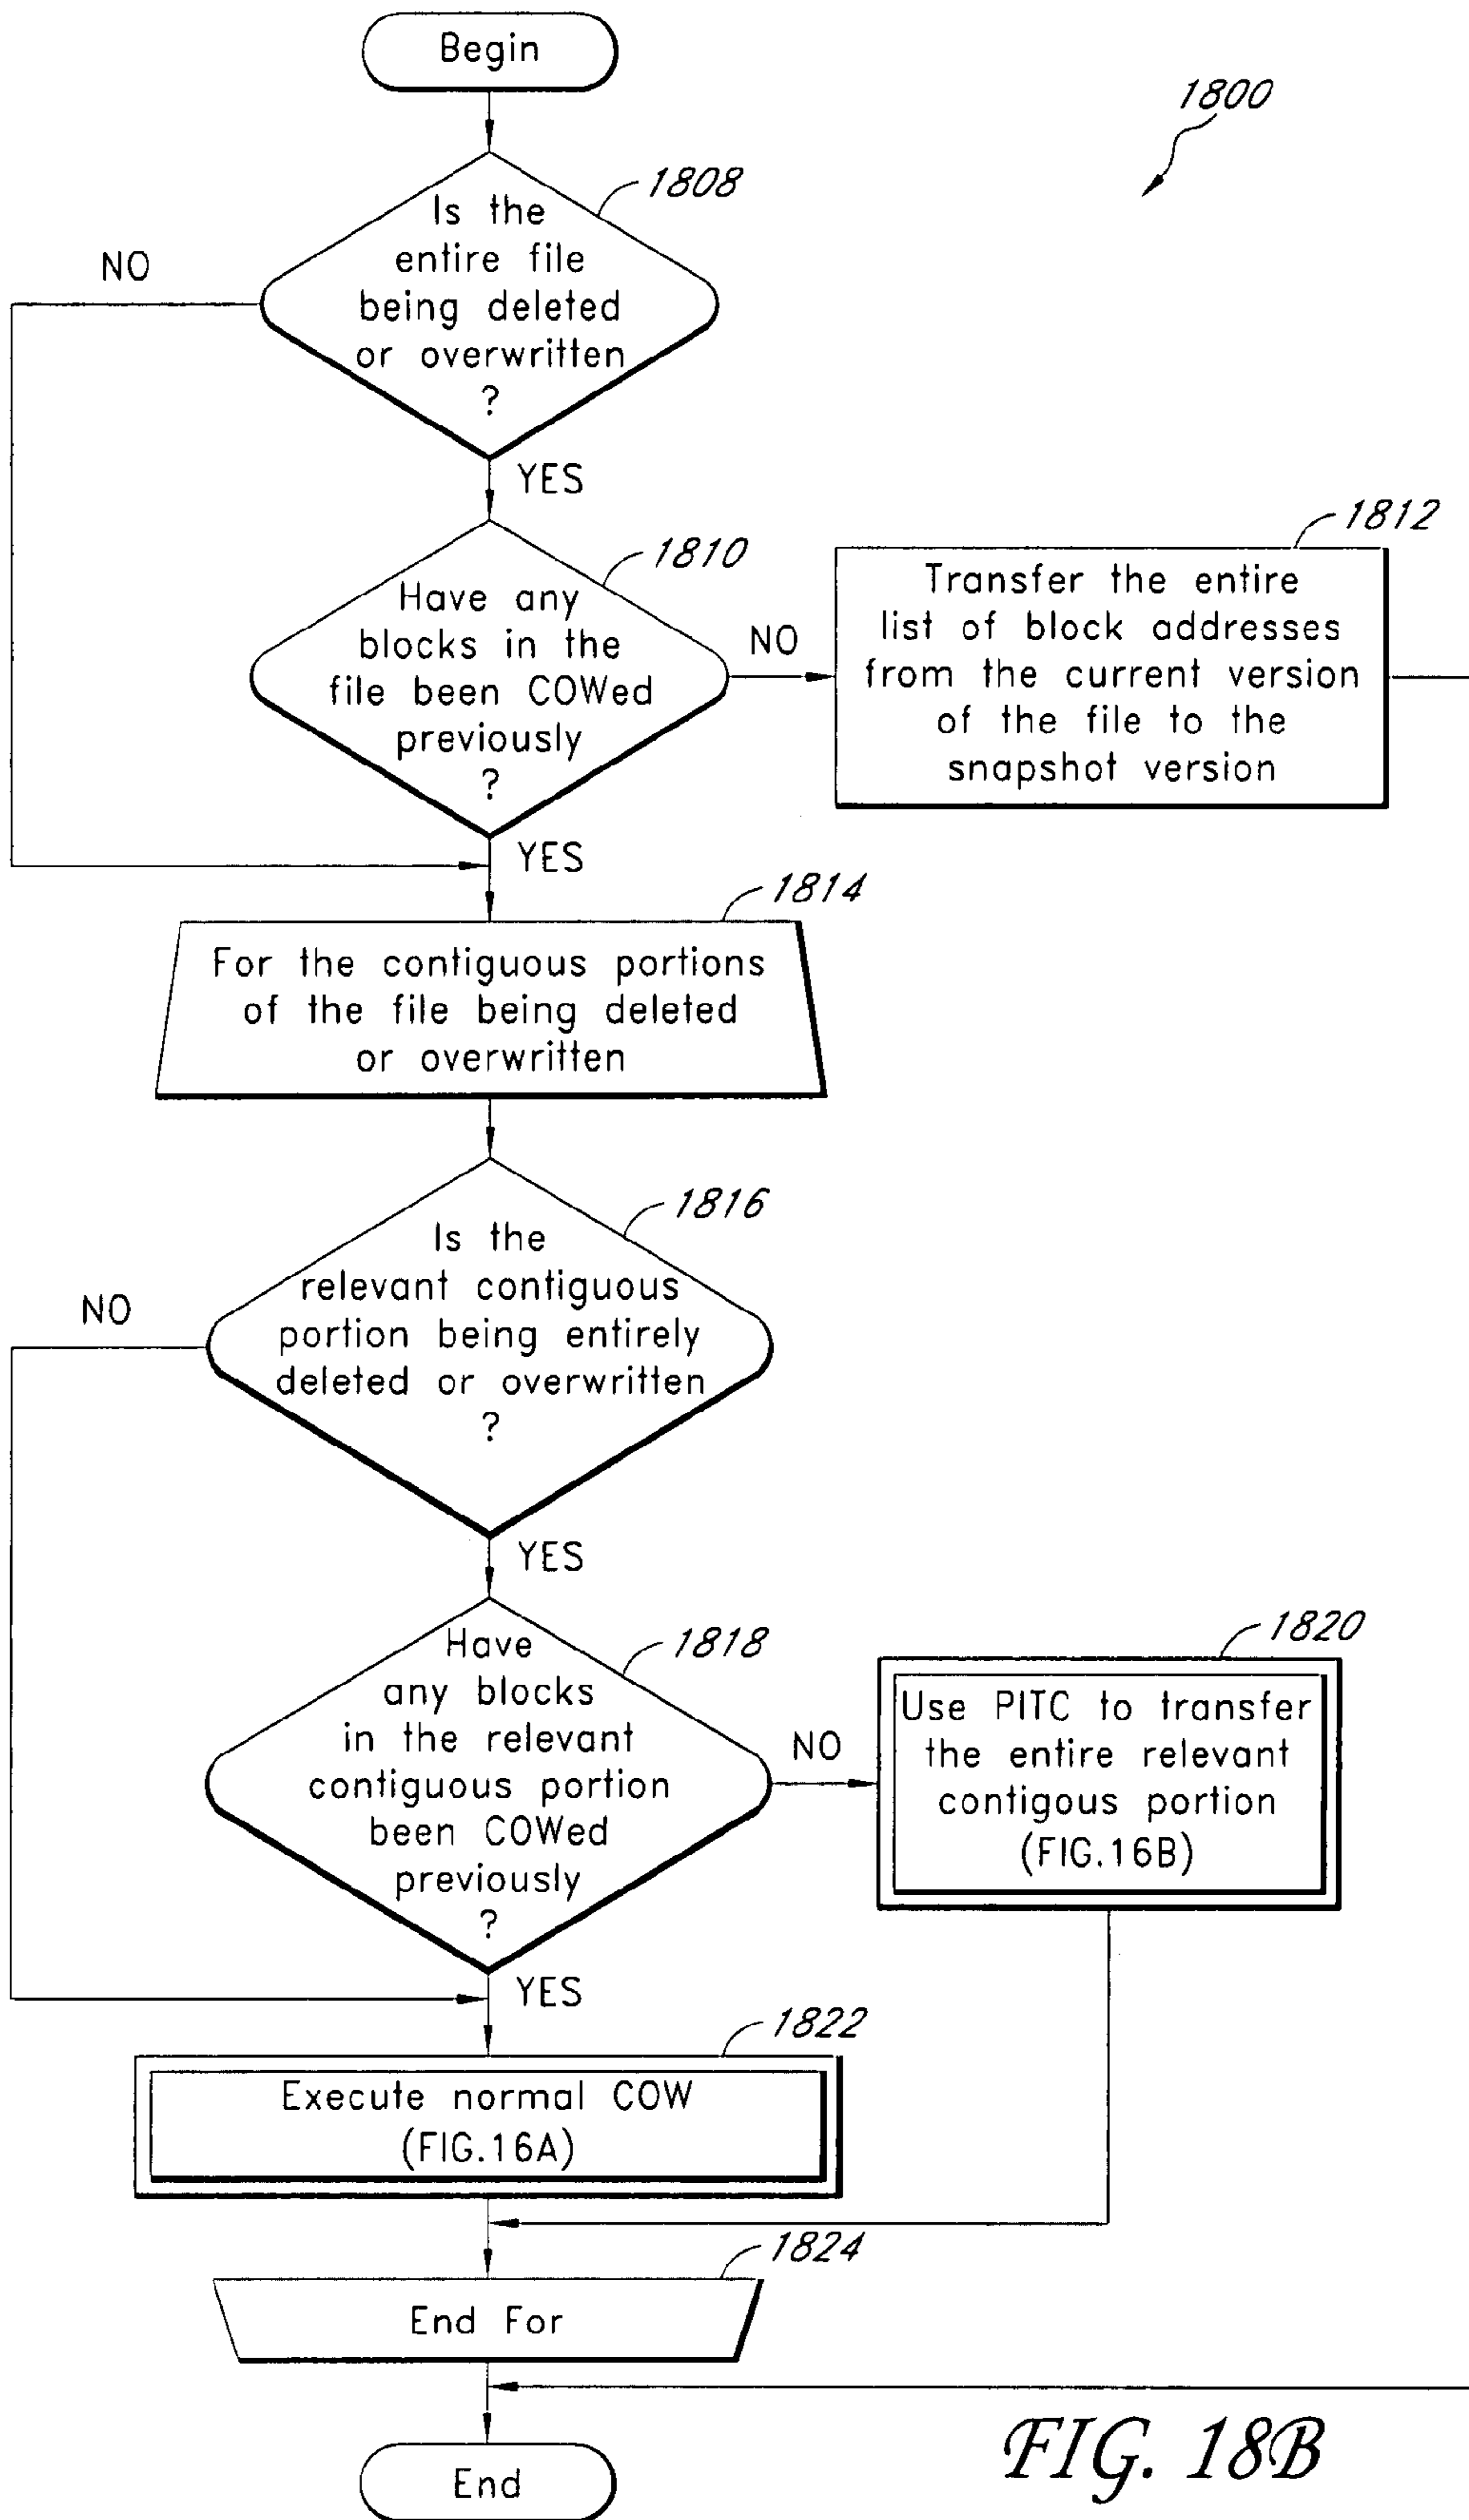 Begin
1800
1808
Is the
entire file
being deleted
or overwritten
?
NO
YES
1810
Have any
blocks in the
file been COWed
previously
?
NO
YES
1812
Transfer the entire
list of block addresses
from the current version
of the file to the
snapshot version
1814
For the contiguous portions
of the file being deleted
or overwritten
1816
Is the
relevant contiguous
portion being entirely
deleted or overwritten
?
NO
YES
1818
Have
any blocks
in the relevant
contiguous portion
been COWed
previously
?
NO
YES
1820
Use PITC to transfer
the entire relevant
contigous portion
(FIG.16B)
1822
Execute normal COW
(FIG.16A)
1824
End For
End
FIG. 18B